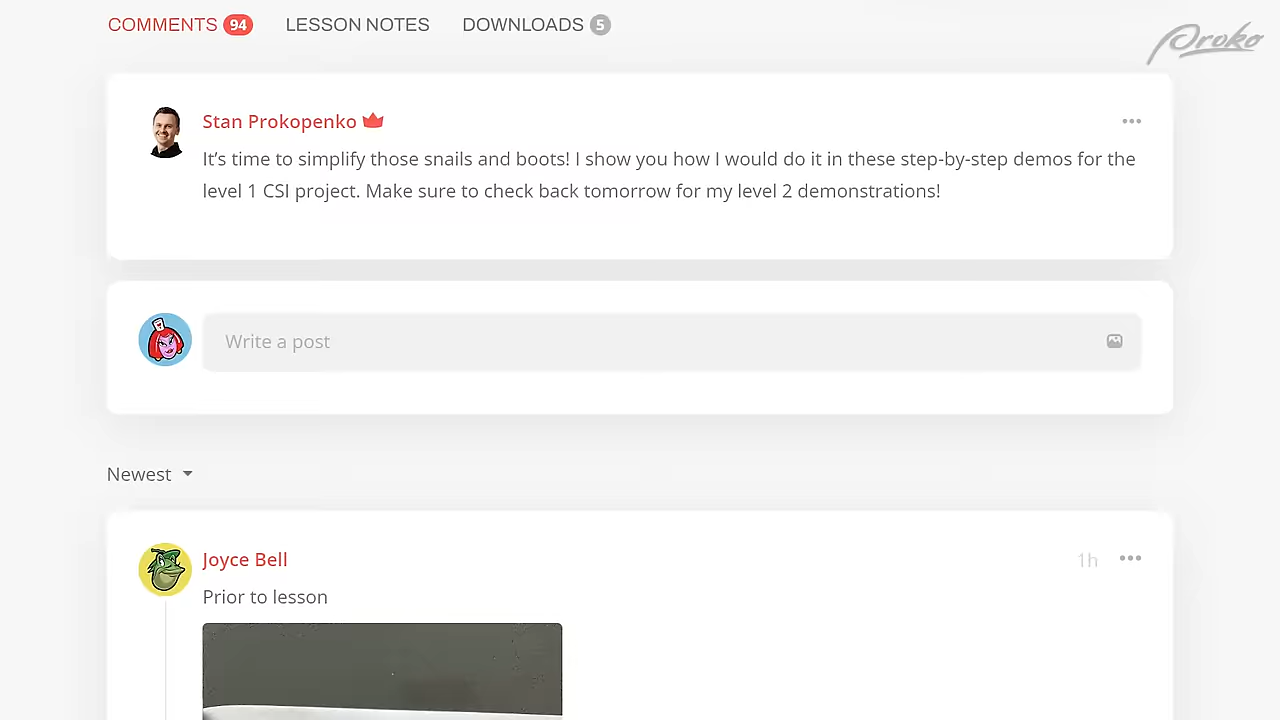 COMMENTS 94 LESSON NOTES DOWNLOADS 5
Proko
Stan Prokopenko
It’s time to simplify those snails and boots! I show you how I would do it in these step-by-step demos for the
level 1 CSI project. Make sure to check back tomorrow for my level 2 demonstrations!
Write a post
Newest
Joyce Bell 1h
Prior to lesson